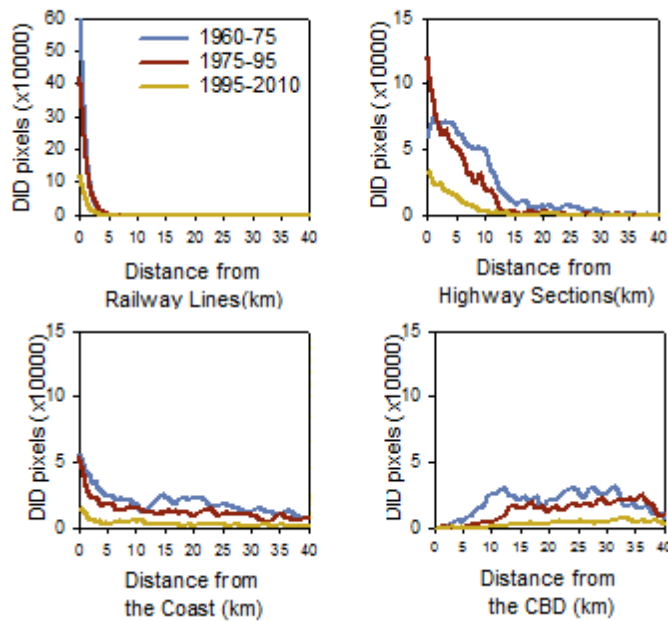 DID pixels (x10000)
60
50
40
30
20
10
0
1960-75
1975-95
1995-2010
0 5 10 15 20 25 30 35 40
Distance from
Railway Lines(km)
DID pixels (x10000)
15
10
5
0
0 5 10 15 20 25 30 35 40
Distance from
Highway Sections(km)
DID pixels (x10000)
15
10
5
0
0 5 10 15 20 25 30 35 40
Distance from
the Coast (km)
DID pixels (x10000)
15
10
5
0
0 5 10 15 20 25 30 35 40
Distance from
the CBD (km)